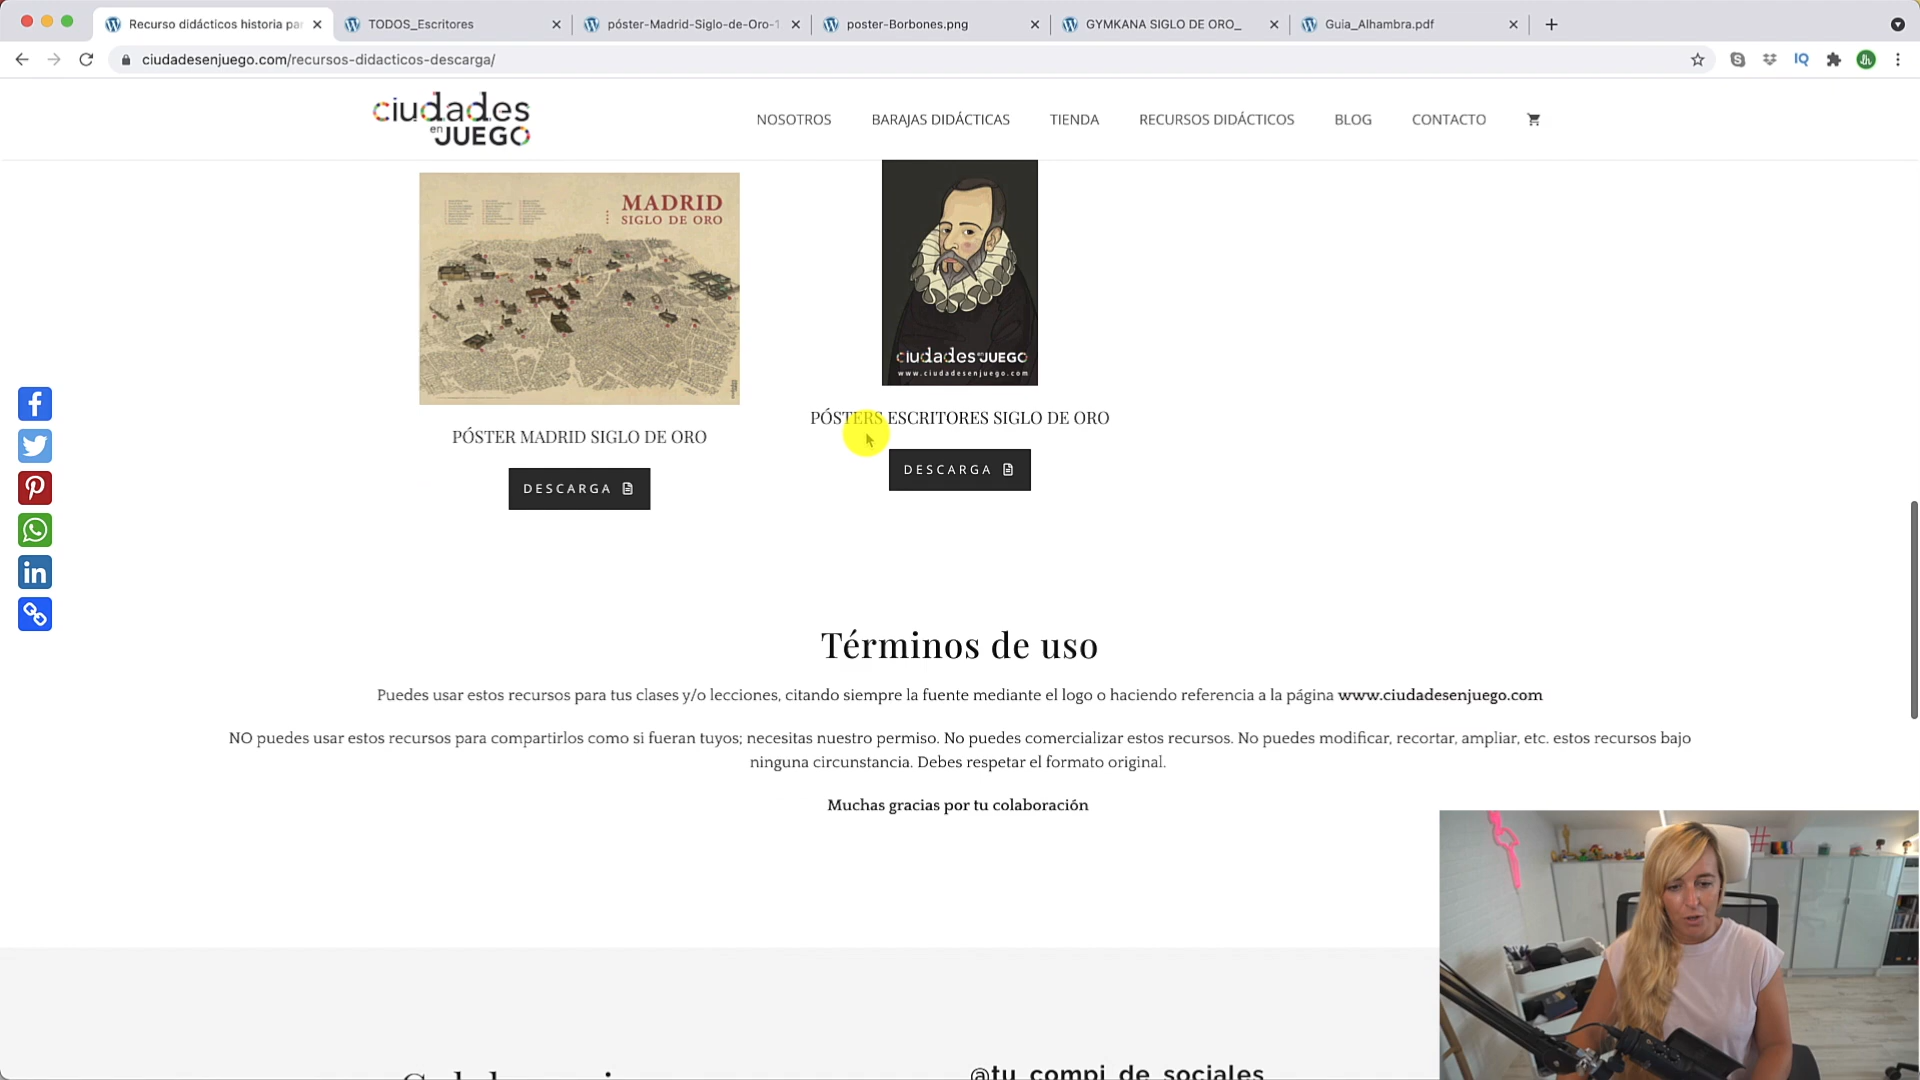 Recurso didácticos historia par
TODOS_Escritores
póster-Madrid-Siglo-de-Oro-1
poster-Borbones.png
GYMKANA SIGLO DE ORO_
Guia_Alhambra.pdf
ciudadesenjuego.com/recursos-didacticos-descarga/
IQ
ciudades
en JUEGO
NOSOTROS
BARAJAS DIDÁCTICAS
TIENDA
RECURSOS DIDÁCTICOS
BLOG
CONTACTO
MADRID
SIGLO DE ORO
ciudades en JUEGO
www.ciudadesenjuego.com
PÓSTER MADRID SIGLO DE ORO
DESCARGA
PÓSTERS ESCRITORES SIGLO DE ORO
DESCARGA
Términos de uso
Puedes usar estos recursos para tus clases y/o lecciones, citando siempre la fuente mediante el logo o haciendo referencia a la página www.ciudadesenjuego.com
NO puedes usar estos recursos para compartirlos como si fueran tuyos; necesitas nuestro permiso. No puedes comercializar estos recursos. No puedes modificar, recortar, ampliar, etc. estos recursos bajo
ninguna circunstancia. Debes respetar el formato original.
Muchas gracias por tu colaboración
@tu_compi_de_sociales